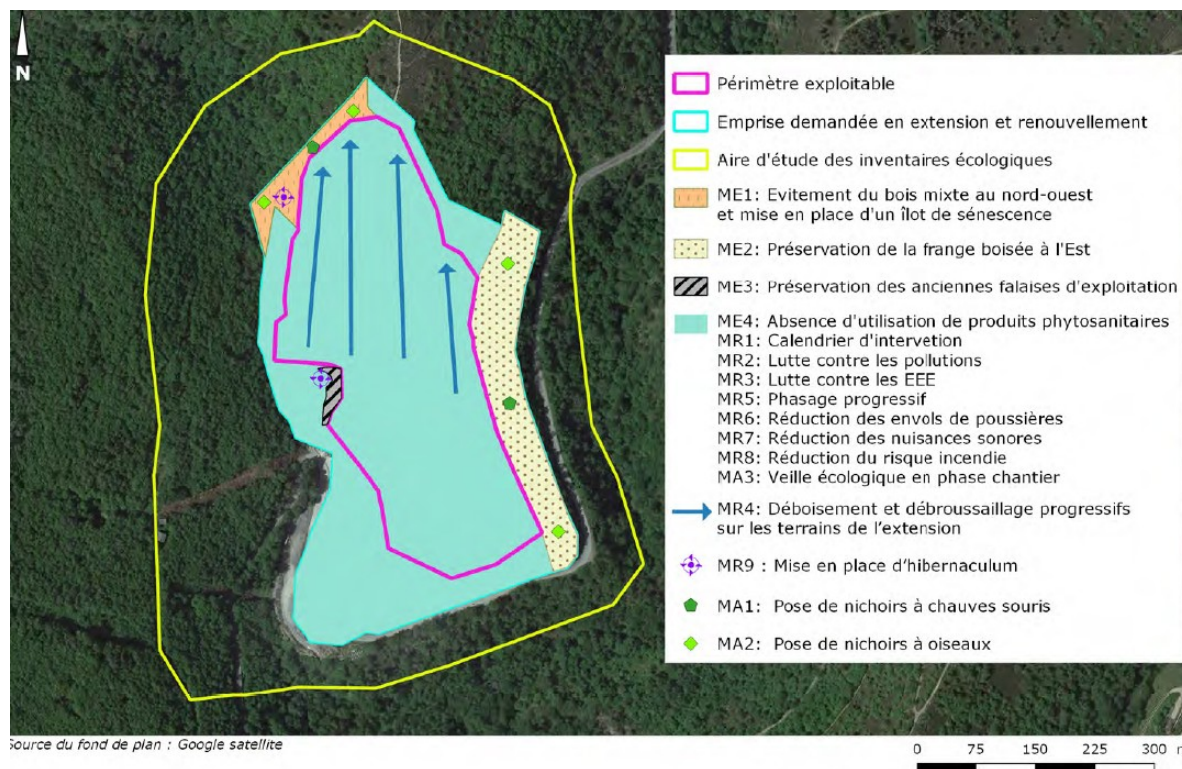 N
Périmètre exploitable
Emprise demandée en extension et renouvellement
Aire d'étude des inventaires écologiques
ME1: Evitement du bois mixte au nord-ouest
et mise en place d'un îlot de sénescence
ME2: Préservation de la frange boisée à l'Est
ME3: Préservation des anciennes falaises d'exploitation
ME4: Absence d'utilisation de produits phytosanitaires
MR1: Calendrier d'intervetion
MR2: Lutte contre les pollutions
MR3: Lutte contre les EEE
MR5: Phasage progressif
MR6: Réduction des envols de poussières
MR7: Réduction des nuisances sonores
MR8: Réduction du risque incendie
MA3: Veille écologique en phase chantier
MR4: Déboisement et débroussaillage progressifs
sur les terrains de l'extension
MR9 : Mise en place d'hibernaculum
MA1: Pose de nichoirs à chauves souris
MA2: Pose de nichoirs à oiseaux
Source du fond de plan : Google satellite
0 75 150 225 300 m